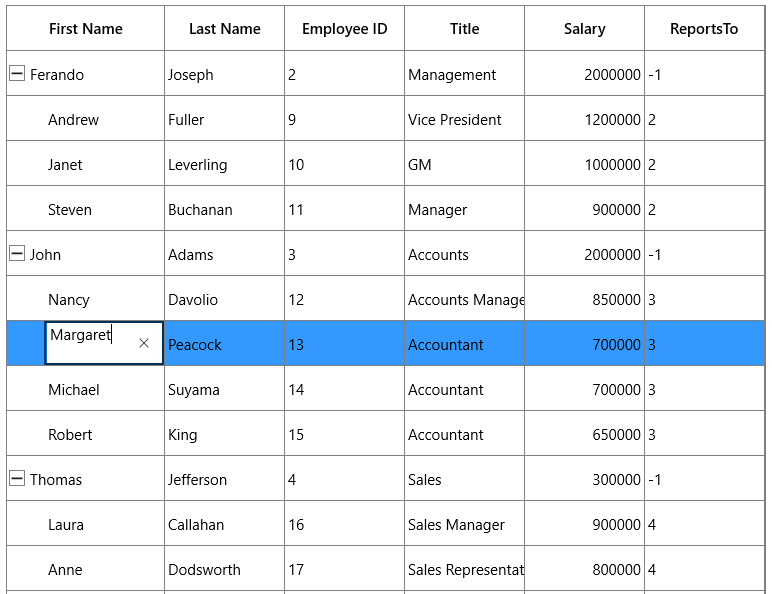 First Name Last Name Employee ID Title Salary ReportsTo
Ferando Joseph 2 Management 2000000 -1
Andrew Fuller 9 Vice President 1200000 2
Janet Leverling 10 GM 1000000 2
Steven Buchanan 11 Manager 900000 2
John Adams 3 Accounts 2000000 -1
Nancy Davolio 12 Accounts Manage 850000 3
Margaret Peacock 13 Accountant 700000 3
Michael Suyama 14 Accountant 700000 3
Robert King 15 Accountant 650000 3
Thomas Jefferson 4 Sales 300000 -1
Laura Callahan 16 Sales Manager 900000 4
Anne Dodsworth 17 Sales Representat 800000 4